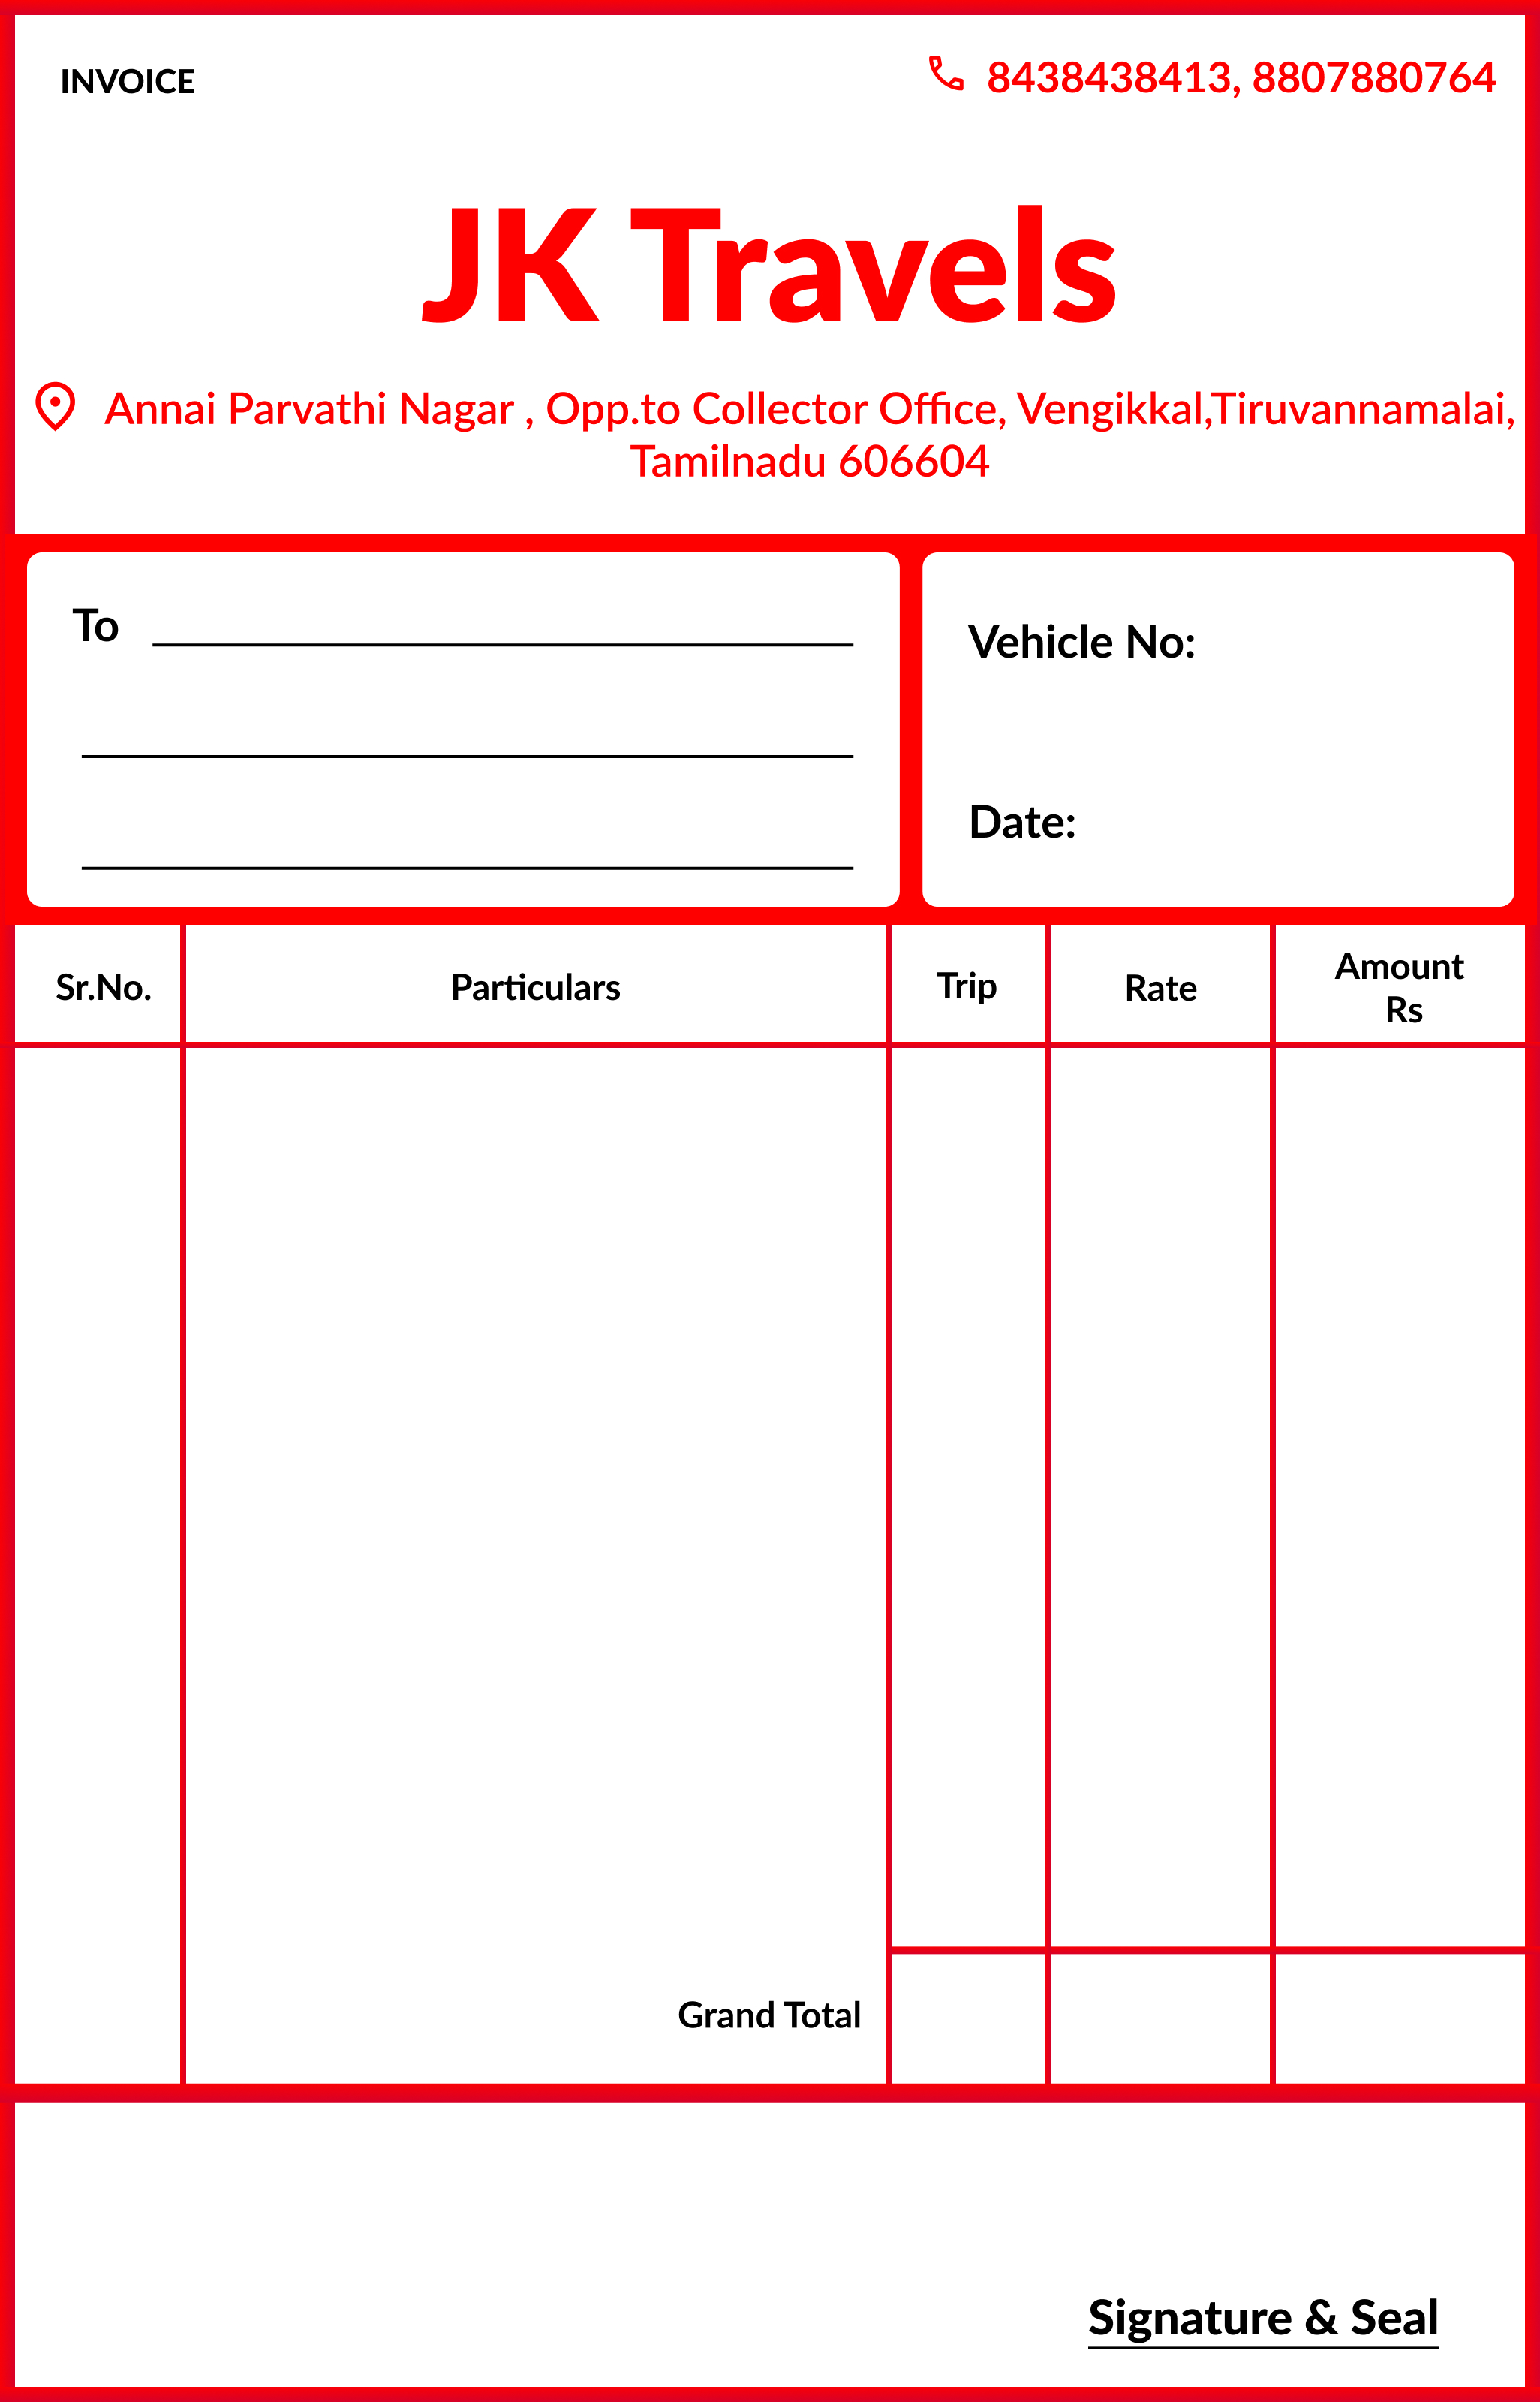 INVOICE
8438438413, 8807880764
JK Travels
Annai Parvathi Nagar , Opp.to Collector Office, Vengikkal,Tiruvannamalai,
Tamilnadu 606604
To
Vehicle No:
Date:
Sr.No.
Particulars
Trip
Rate
Amount
Rs
Grand Total
Signature & Seal